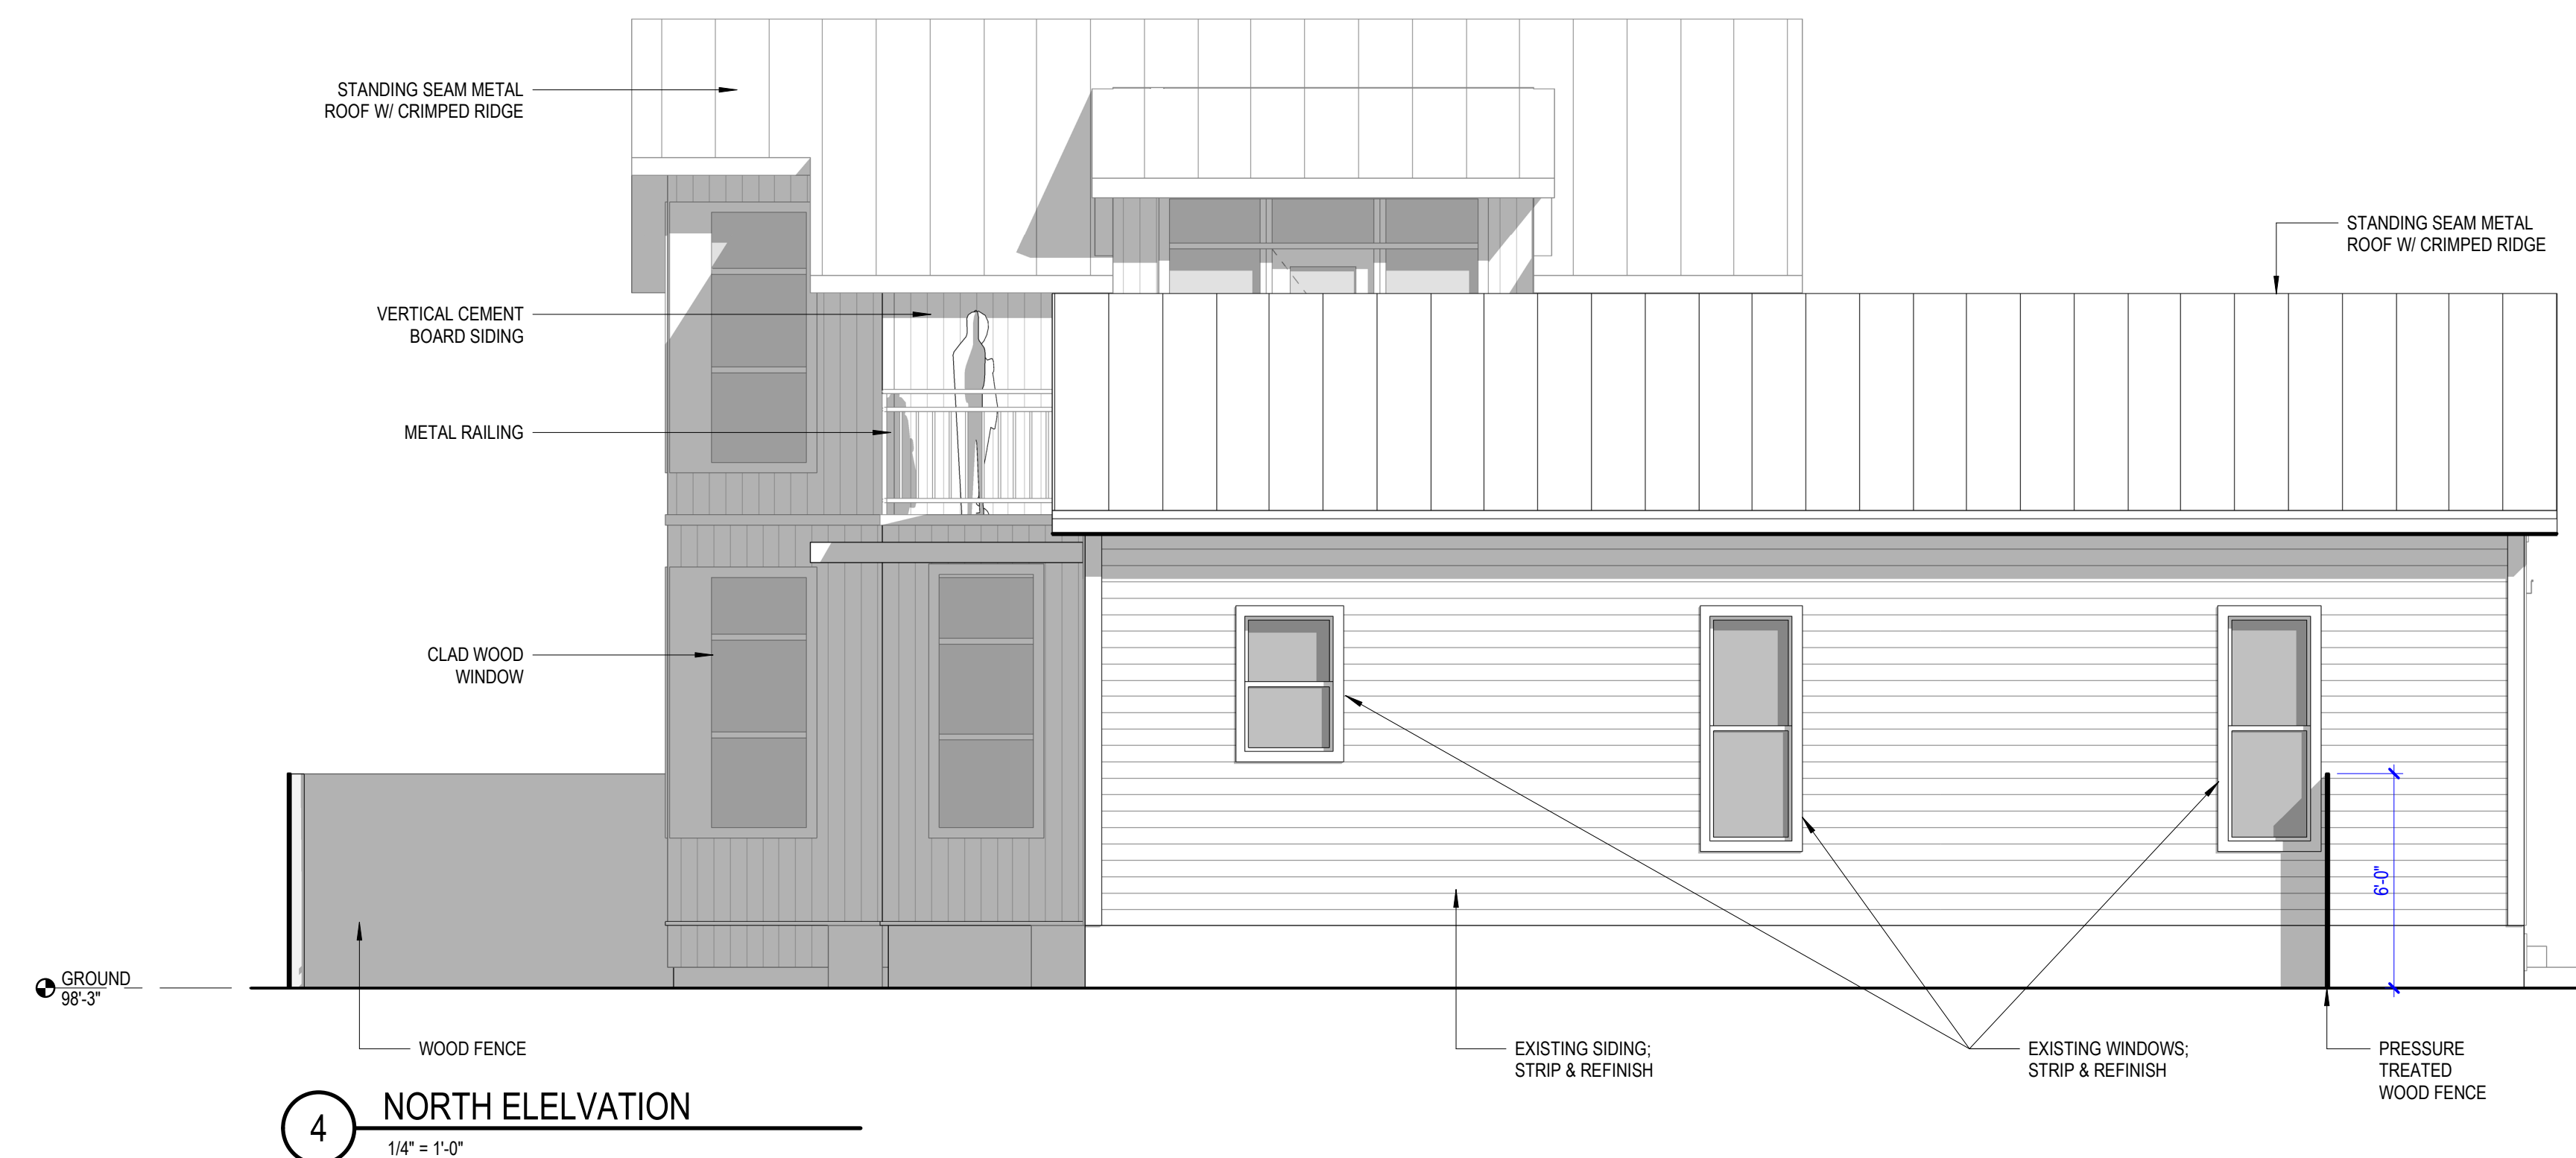 STANDING SEAM METAL
ROOF W/ CRIMPED RIDGE
STANDING SEAM METAL
ROOF W/ CRIMPED RIDGE
VERTICAL CEMENT
BOARD SIDING
METAL RAILING
CLAD WOOD
WINDOW
6'-0"
GROUND
98'-3"
WOOD FENCE
EXISTING SIDING;
STRIP & REFINISH
EXISTING WINDOWS;
STRIP & REFINISH
PRESSURE
TREATED
WOOD FENCE
4
NORTH ELELVATION
1/4" = 1'-0"